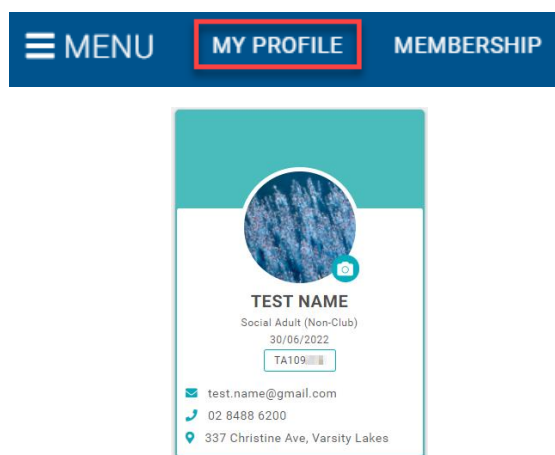 MENU MY PROFILE MEMBERSHIP
TEST NAME
Social Adult (Non-Club)
30/06/2022
TA109
test.name@gmail.com
02 8488 6200
337 Christine Ave, Varsity Lakes